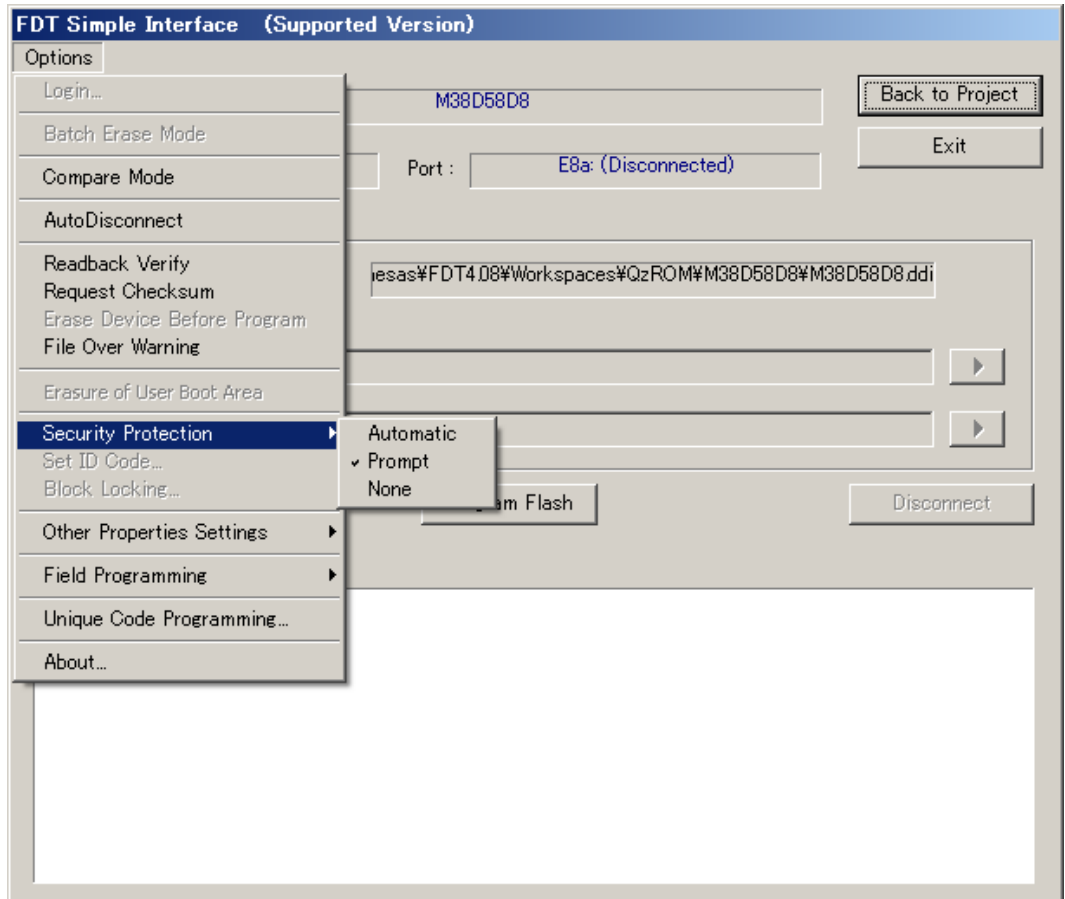 FDT Simple Interface (Supported Version)
Options
Login...
Batch Erase Mode
Compare Mode
AutoDisconnect
Readback Verify
Request Checksum
Erase Device Before Program
File Over Warning
Erasure of User Boot Area
Security Protection
Set ID Code...
Block Locking...
Other Properties Settings
Field Programming
Unique Code Programming...
About...
Automatic
Prompt
None
M38D58D8
Port : E8a: (Disconnected)
Back to Project
Exit
esas¥FDT4.08¥Workspaces¥QzROM¥M38D58D8¥M38D58D8.ddi
am Flash
Disconnect